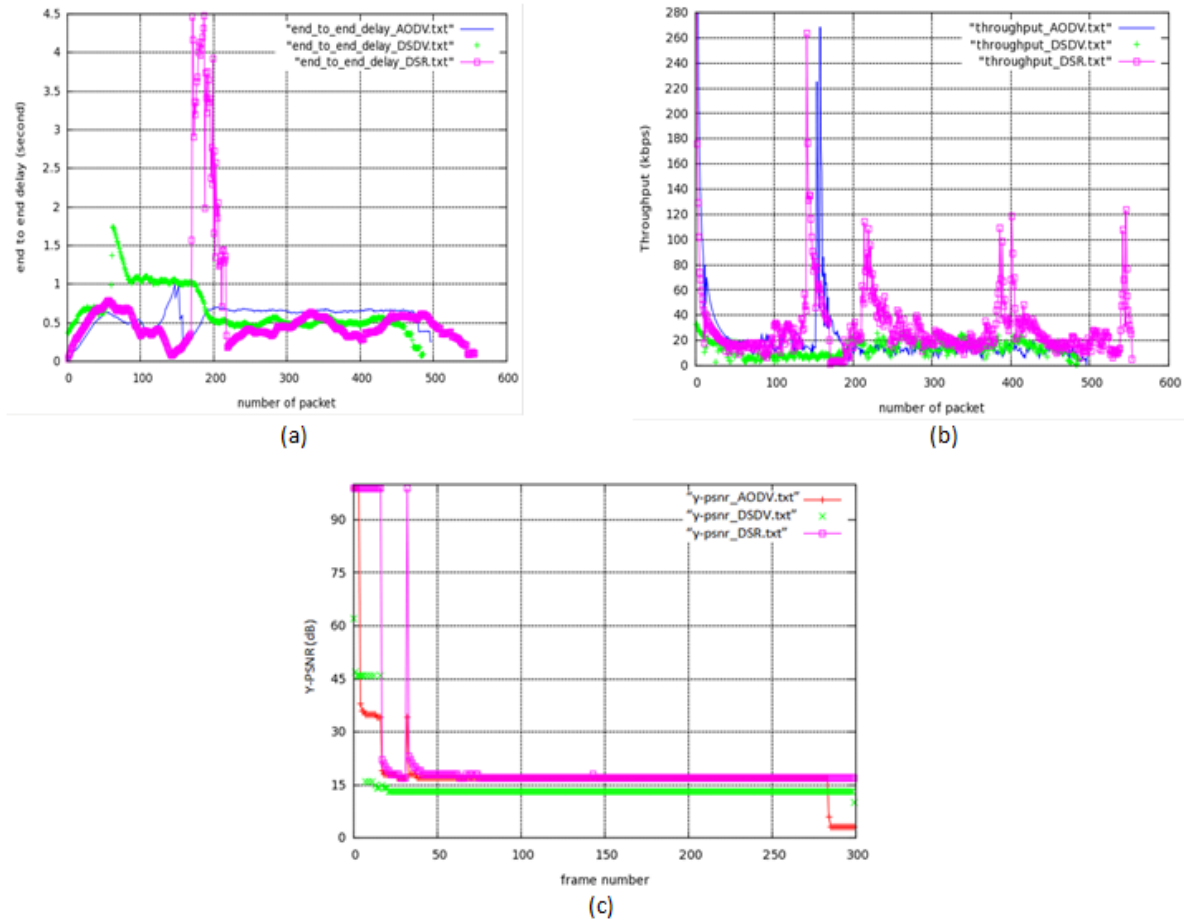 4.5
4
3.5
3
2.5
2
1.5
1
0.5
0
0 100 200 300 400 500 600
end to end delay (second)
number of packet
"end_to_end_delay_AODV.txt"
"end_to_end_delay_DSDV.txt"
"end_to_end_delay_DSR.txt"
(a)
280
260
240
220
200
180
160
140
120
100
80
60
40
20
0
0 100 200 300 400 500 600
Throughput (kbps)
number of packet
"throughput_AODV.txt"
"throughput_DSDV.txt"
"throughput_DSR.txt"
(b)
90
75
60
45
30
15
0
0 50 100 150 200 250 300
Y-PSNR(dB)
frame number
"y-psnr_AODV.txt"
"y-psnr_DSDV.txt"
"y-psnr_DSR.txt"
(c)